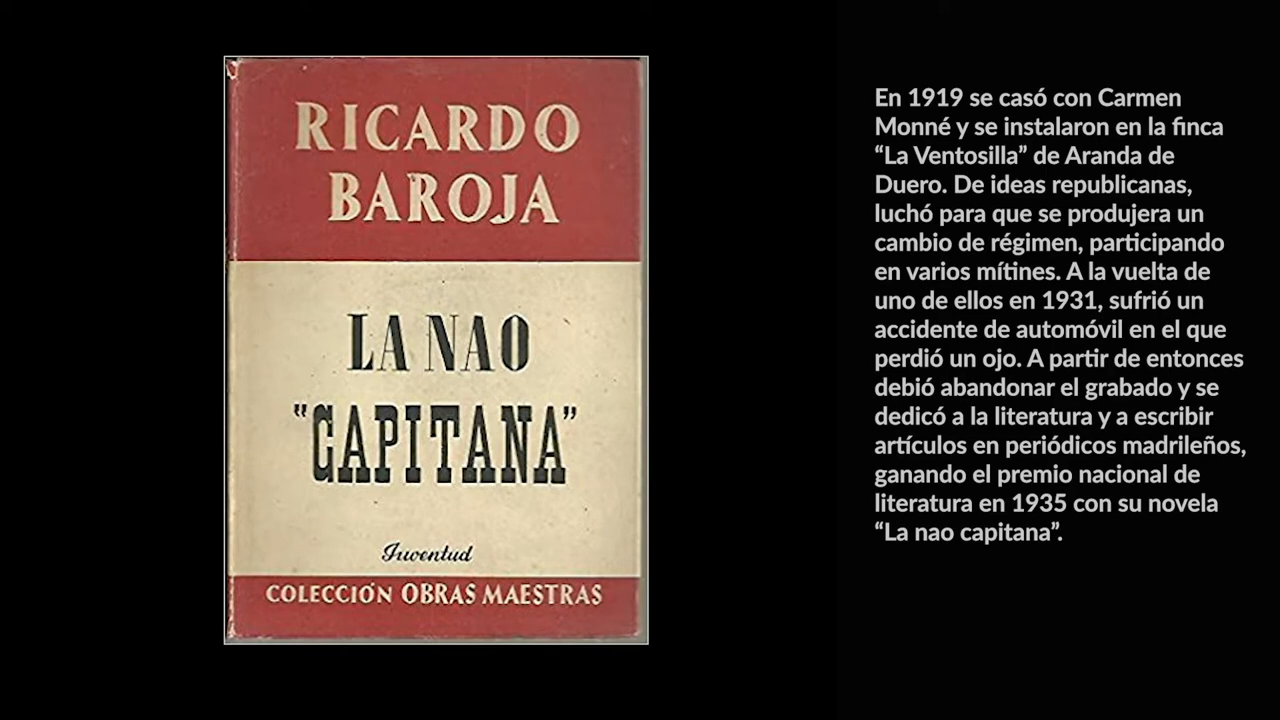 RICARDO
BAROJA
LA NAO
"CAPITANA"
Juventud
COLECCIÓN OBRAS MAESTRAS
En 1919 se casó con Carmen
Monné y se instalaron en la finca
“La Ventosilla” de Aranda de
Duero. De ideas republicanas,
luchó para que se produjera un
cambio de régimen, participando
en varios mítines. A la vuelta de
uno de ellos en 1931, sufrió un
accidente de automóvil en el que
perdió un ojo. A partir de entonces
debió abandonar el grabado y se
dedicó a la literatura y a escribir
artículos en periódicos madrileños,
ganando el premio nacional de
literatura en 1935 con su novela
“La nao capitana”.